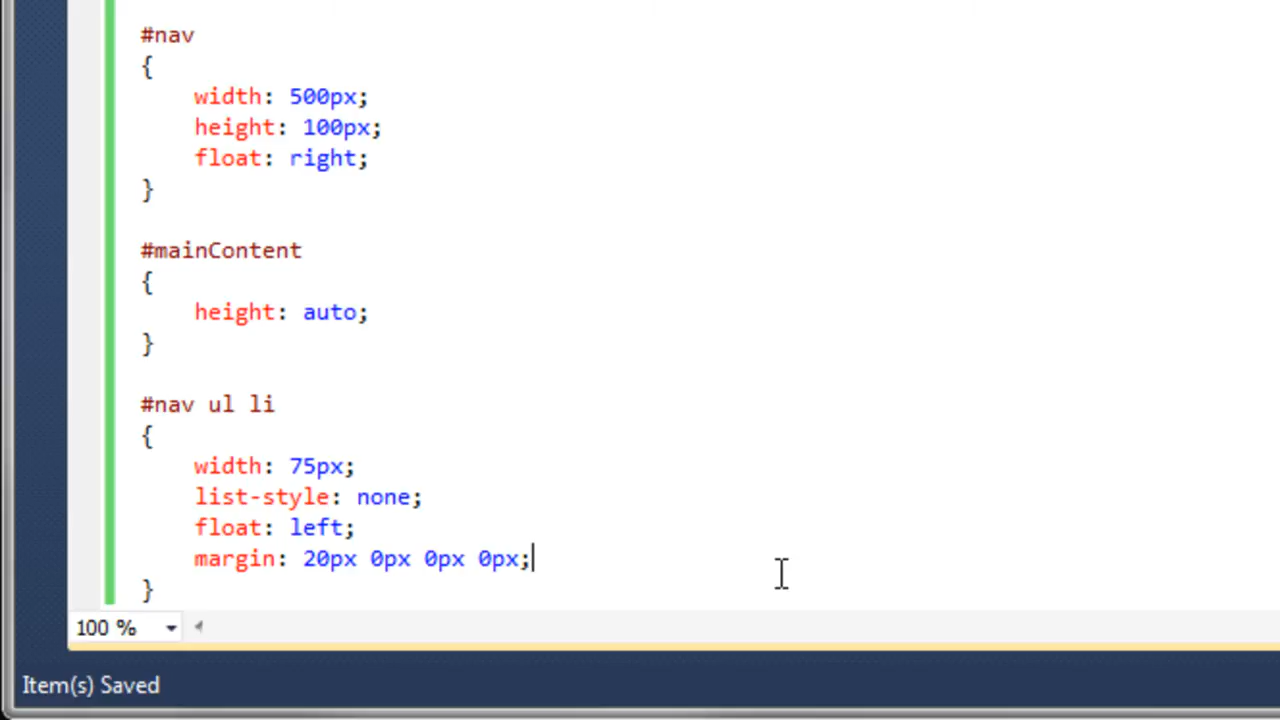 #nav
{
width: 500px;
height: 100px;
float: right;
}
#mainContent
{
height: auto;
}
#nav ul li
{
width: 75px;
list-style: none;
float: left;
margin: 20px 0px 0px 0px;
}
100 %
Item(s) Saved